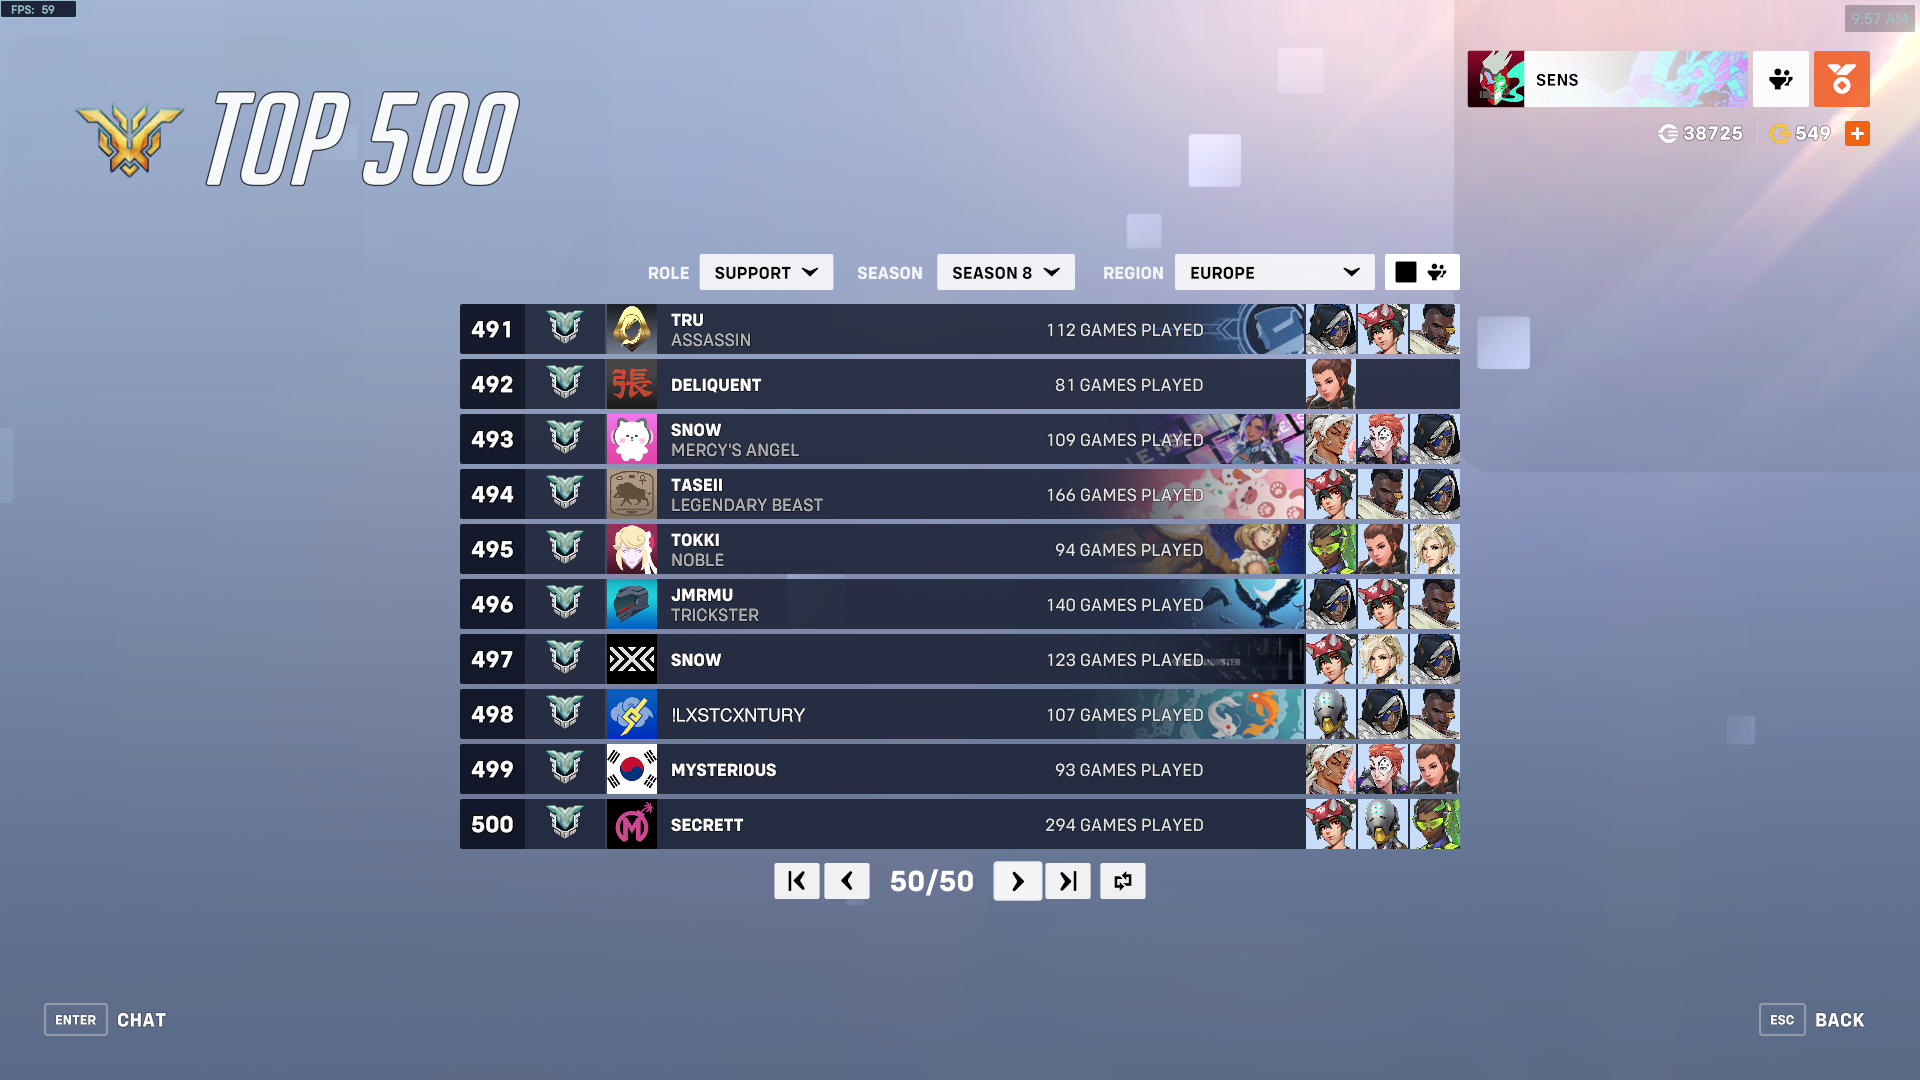 FPS: 59
9:57 AM
TOP 500
SENS
38725
549
ROLE SUPPORT SEASON SEASON 8 REGION EUROPE
491 TRU 112 GAMES PLAYED
ASSASSIN
492 DELIQUENT 81 GAMES PLAYED
張
493 SNOW 109 GAMES PLAYED
MERCY'S ANGEL
494 TASEII 166 GAMES PLAYED
LEGENDARY BEAST
495 TOKKI 94 GAMES PLAYED
NOBLE
496 JMRMU 140 GAMES PLAYED
TRICKSTER
497 SNOW 123 GAMES PLAYED
498 !LXSTCXNTURY 107 GAMES PLAYED
499 MYSTERIOUS 93 GAMES PLAYED
500 SECRETT 294 GAMES PLAYED
50/50
ENTER CHAT
ESC BACK